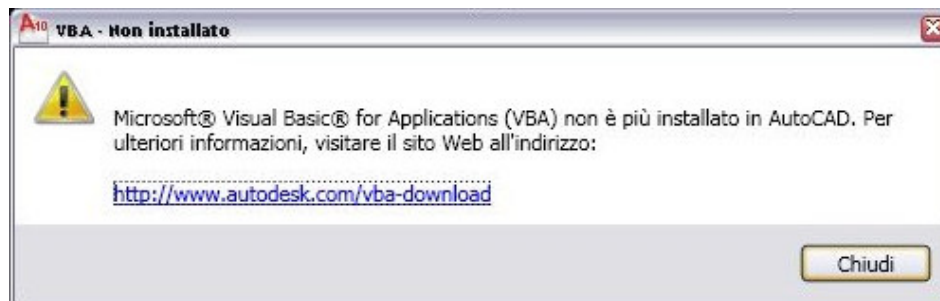 A10 VBA - Non installato
Microsoft® Visual Basic® for Applications (VBA) non è più installato in AutoCAD. Per
ulteriori informazioni, visitare il sito Web all'indirizzo:
http://www.autodesk.com/vba-download
Chiudi